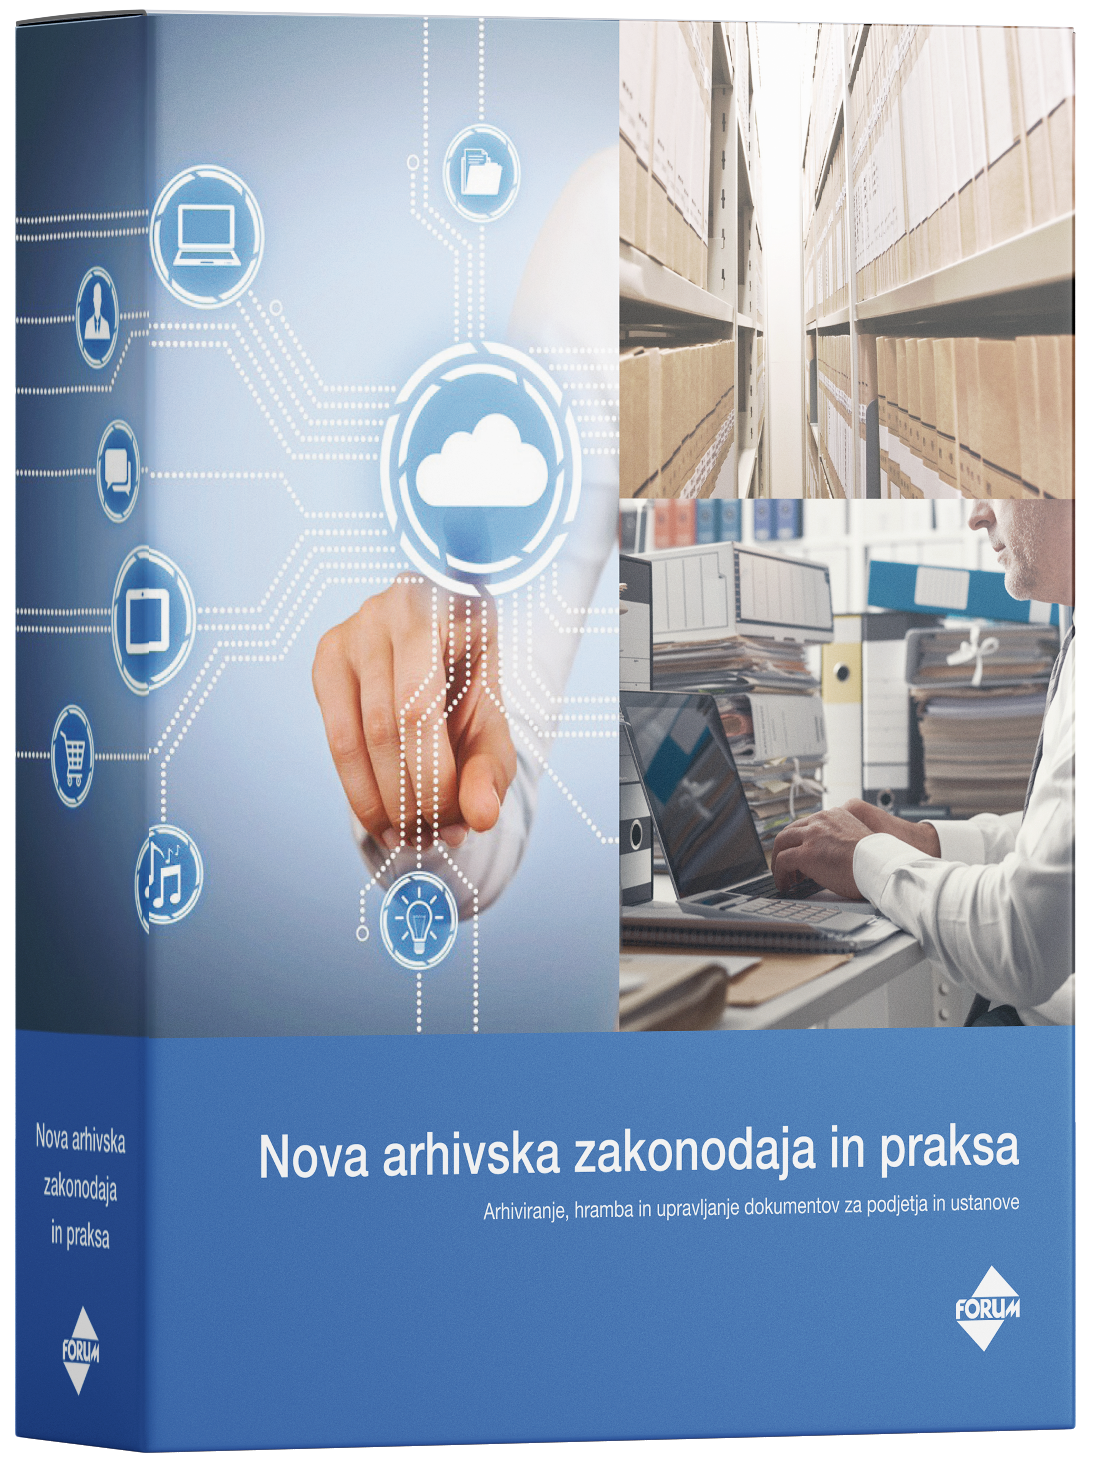 Nova arhivska
zakonodaja
in praksa
FORUM
Nova arhivska zakonodaja in praksa
Arhiviranje, hramba in upravljanje dokumentov za podjetja in ustanove
FORUM